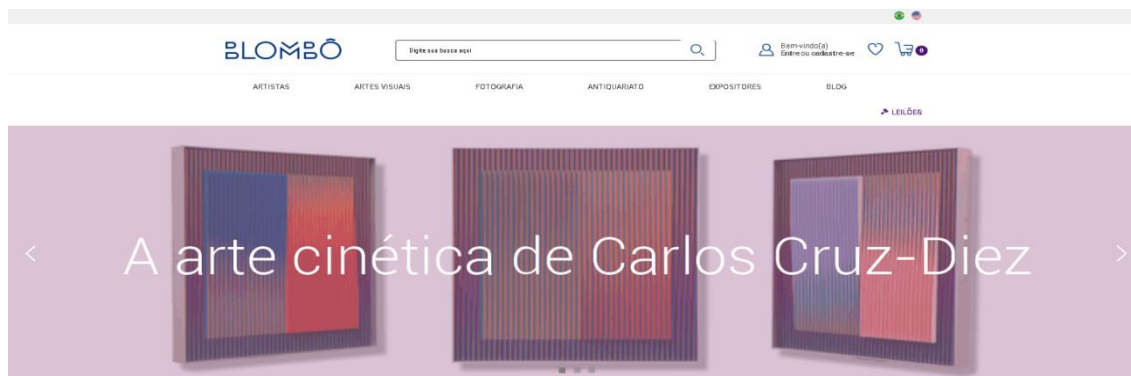 BLOMBÔ
Digite sua busca aqui
Bem-vindo(a)
Entre ou cadastre-se
0
ARTISTAS ARTES VISUAIS FOTOGRAFIA ANTIQUARIATO EXPOSITORES BLOG
LEILÕES
A arte cinética de Carlos Cruz-Diez